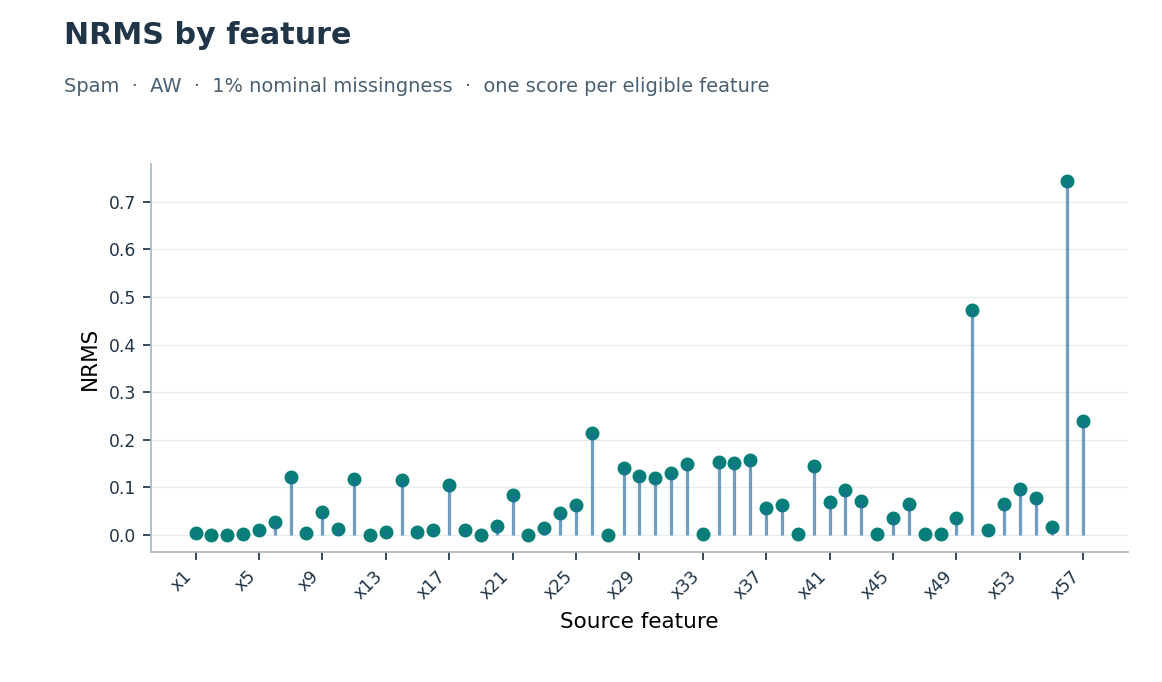 NRMS by feature
Spam · AW · 1% nominal missingness · one score per eligible feature
0.7
0.6
0.5
0.4
0.3
0.2
0.1
0.0
NRMS
x1 x5 x9 x13 x17 x21 x25 x29 x33 x37 x41 x45 x49 x53 x57
Source feature